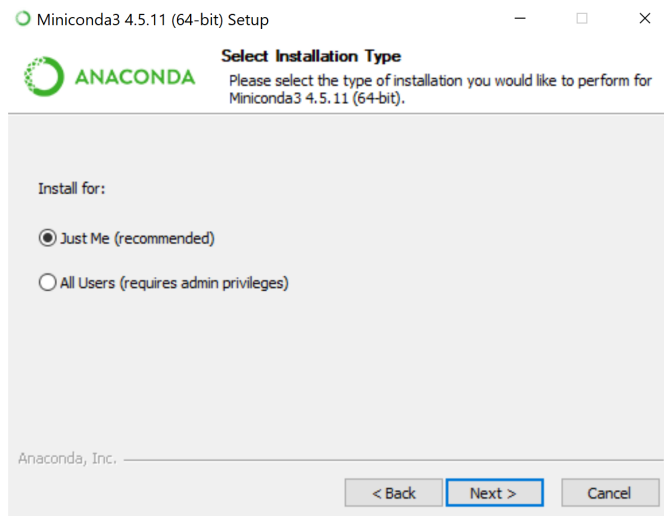 Miniconda3 4.5.11 (64-bit) Setup
ANACONDA
Select Installation Type
Please select the type of installation you would like to perform for
Miniconda3 4.5.11 (64-bit).
Install for:
Just Me (recommended)
All Users (requires admin privileges)
Anaconda, Inc.
< Back
Next >
Cancel